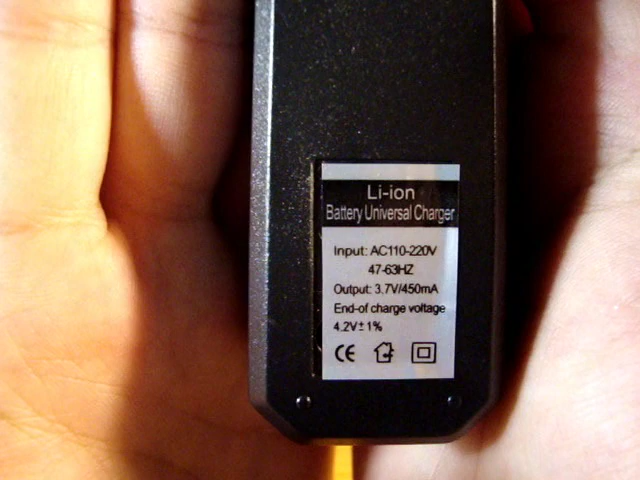 Li-ion
Battery Universal Charger
Input: AC110-220V
47-63HZ
Output: 3.7V/450mA
End-of charge voltage
4.2V±1%
CE